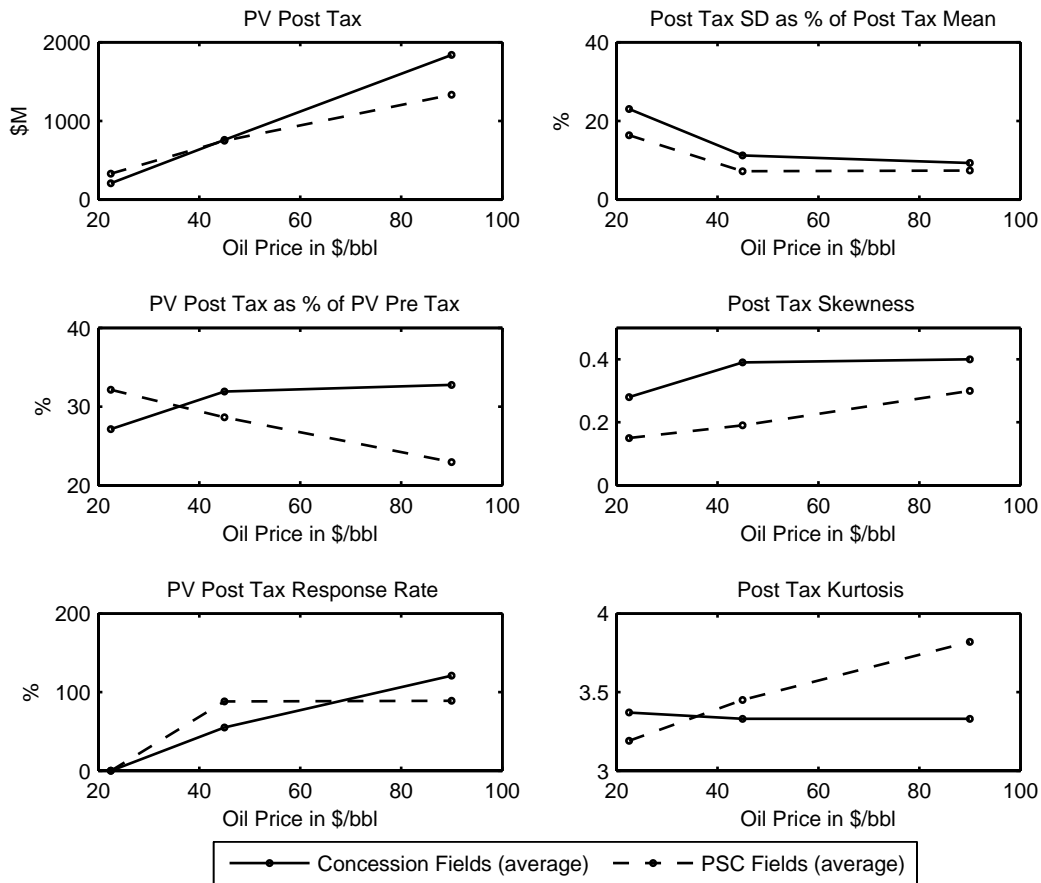 PV Post Tax
2000
1000
0
$M
20 40 60 80 100
Oil Price in $/bbl
Post Tax SD as % of Post Tax Mean
40
20
0
%
20 40 60 80 100
Oil Price in $/bbl
PV Post Tax as % of PV Pre Tax
40
30
20
%
20 40 60 80 100
Oil Price in $/bbl
Post Tax Skewness
0.4
0.2
0
20 40 60 80 100
Oil Price in $/bbl
PV Post Tax Response Rate
200
100
0
%
20 40 60 80 100
Oil Price in $/bbl
Post Tax Kurtosis
4
3.5
3
20 40 60 80 100
Oil Price in $/bbl
Concession Fields (average) PSC Fields (average)